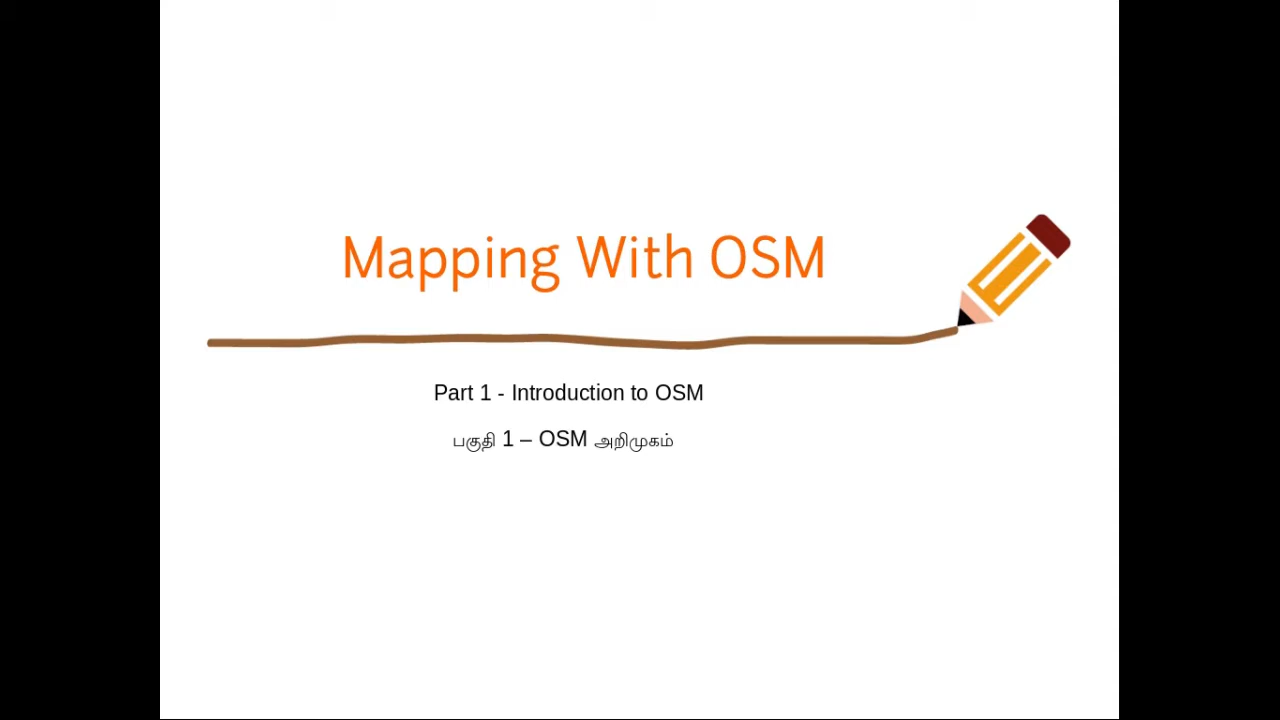 Mapping With OSM
Part 1 - Introduction to OSM
பகுதி 1 – OSM அறிமுகம்